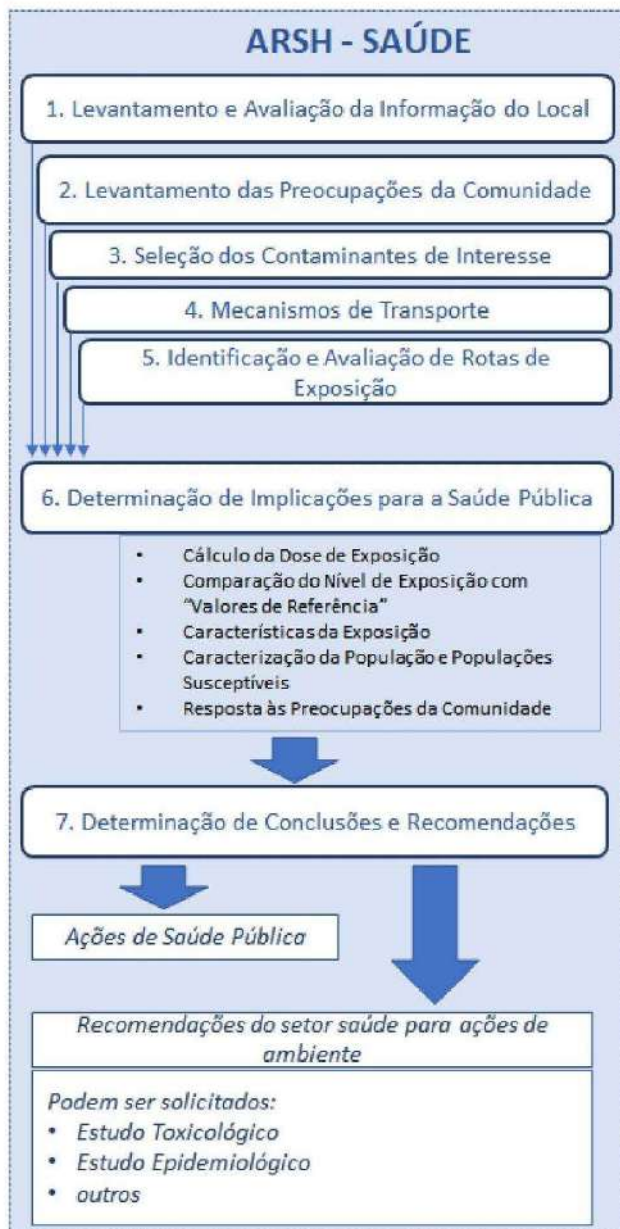 ARSH - SAÚDE
1. Levantamento e Avaliação da Informação do Local
2. Levantamento das Preocupações da Comunidade
3. Seleção dos Contaminantes de Interesse
4. Mecanismos de Transporte
5. Identificação e Avaliação de Rotas de
Exposição
6. Determinação de Implicações para a Saúde Pública
• Cálculo da Dose de Exposição
• Comparação do Nível de Exposição com
“Valores de Referência”
• Características da Exposição
• Caracterização da População e Populações
Susceptíveis
• Resposta às Preocupações da Comunidade
7. Determinação de Conclusões e Recomendações
Ações de Saúde Pública
Recomendações do setor saúde para ações de
ambiente
Podem ser solicitados:
• Estudo Toxicológico
• Estudo Epidemiológico
• outros